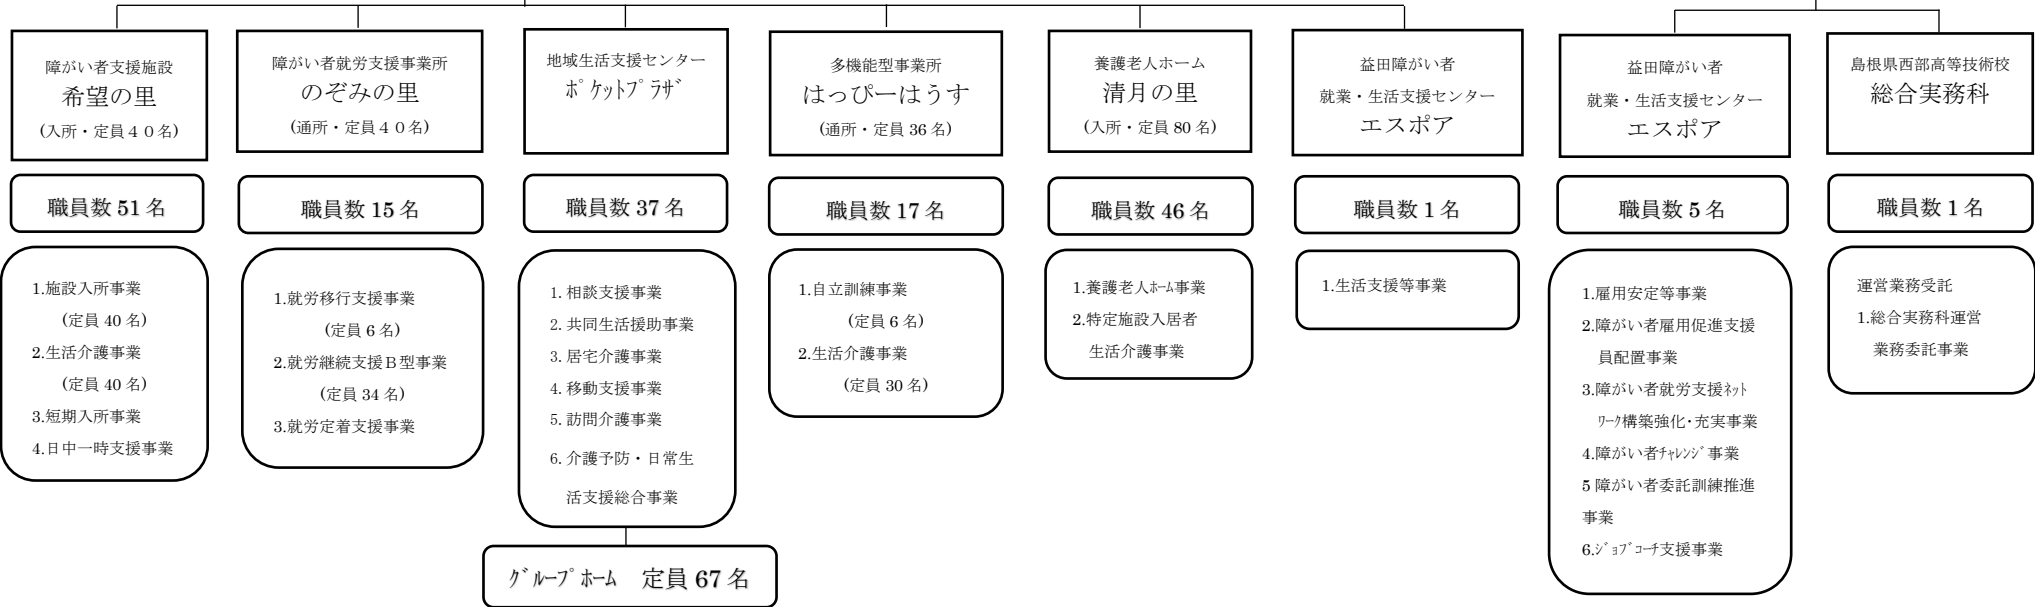 障がい者支援施設
希望の里
(入所・定員４０名)
職員数 51 名
1.施設入所事業
(定員 40 名)
2.生活介護事業
(定員 40 名)
3.短期入所事業
4.日中一時支援事業
障がい者就労支援事業所
のぞみの里
(通所・定員４０名)
職員数 15 名
1.就労移行支援事業
(定員 6 名)
2.就労継続支援Ｂ型事業
(定員 34 名)
3.就労定着支援事業
地域生活支援センター
ﾎﾟｹｯﾄﾌﾟﾗｻﾞ
職員数 37 名
1. 相談支援事業
2. 共同生活援助事業
3. 居宅介護事業
4. 移動支援事業
5. 訪問介護事業
6. 介護予防・日常生
活支援総合事業
ｸﾞﾙｰﾌﾟﾎｰﾑ　定員 67 名
多機能型事業所
はっぴーはうす
(通所・定員 36 名)
職員数 17 名
1.自立訓練事業
(定員 6 名)
2.生活介護事業
(定員 30 名)
養護老人ホーム
清月の里
(入所・定員 80 名)
職員数 46 名
1.養護老人ﾎｰﾑ事業
2.特定施設入居者
生活介護事業
益田障がい者
就業・生活支援センター
エスポア
職員数 1 名
1.生活支援等事業
益田障がい者
就業・生活支援センター
エスポア
職員数 5 名
1.雇用安定等事業
2.障がい者雇用促進支援
員配置事業
3.障がい者就労支援ﾈｯﾄ
ﾜｰｸ構築強化・充実事業
4.障がい者ﾁｬﾚﾝｼﾞ事業
5 障がい者委託訓練推進
事業
6.ｼﾞｮﾌﾞｺｰﾁ支援事業
島根県西部高等技術校
総合実務科
職員数 1 名
運営業務受託
1.総合実務科運営
業務委託事業